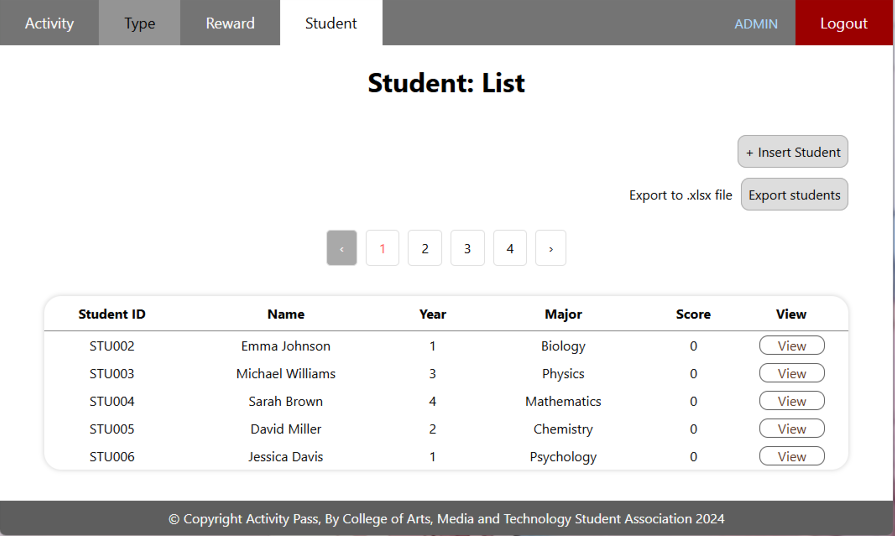 Activity Type Reward Student ADMIN Logout
Student: List
+ Insert Student
Export to .xlsx file Export students
‹ 1 2 3 4 ›
Student ID Name Year Major Score View
STU002 Emma Johnson 1 Biology 0 View
STU003 Michael Williams 3 Physics 0 View
STU004 Sarah Brown 4 Mathematics 0 View
STU005 David Miller 2 Chemistry 0 View
STU006 Jessica Davis 1 Psychology 0 View
© Copyright Activity Pass, By College of Arts, Media and Technology Student Association 2024